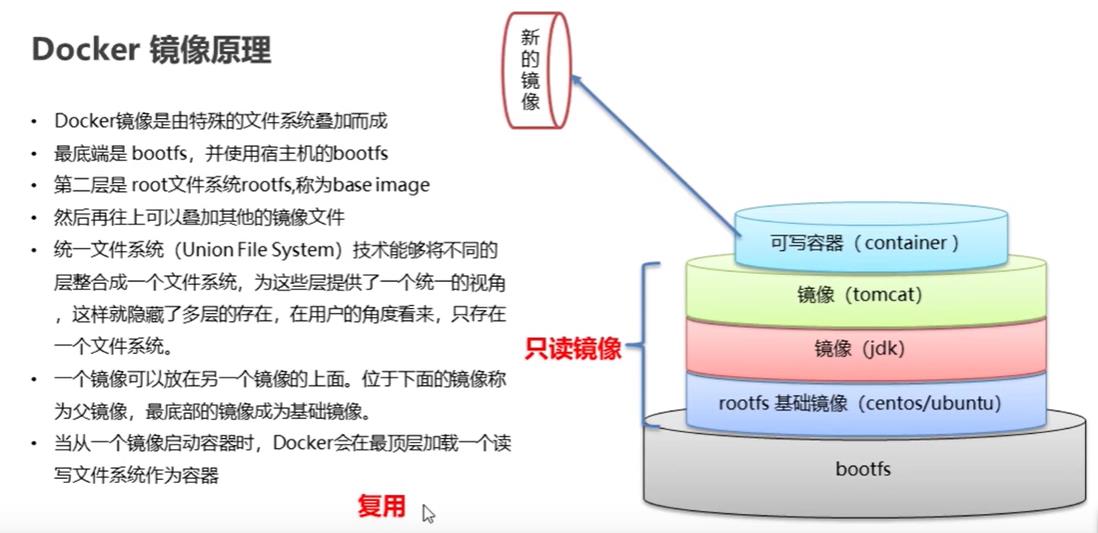 Docker 镜像原理
• Docker镜像是由特殊的文件系统叠加而成
• 最底端是 bootfs，并使用宿主机的bootfs
• 第二层是 root文件系统rootfs,称为base image
• 然后再往上可以叠加其他的镜像文件
• 统一文件系统（Union File System）技术能够将不同的
层整合成一个文件系统，为这些层提供了一个统一的视角
，这样就隐藏了多层的存在，在用户的角度看来，只存在
一个文件系统。
• 一个镜像可以放在另一个镜像的上面。位于下面的镜像称
为父镜像，最底部的镜像成为基础镜像。
• 当从一个镜像启动容器时，Docker会在最顶层加载一个读
写文件系统作为容器
复用
新
的
镜
像
可写容器（container）
镜像（tomcat）
只读镜像
镜像（jdk）
rootfs 基础镜像（centos/ubuntu）
bootfs